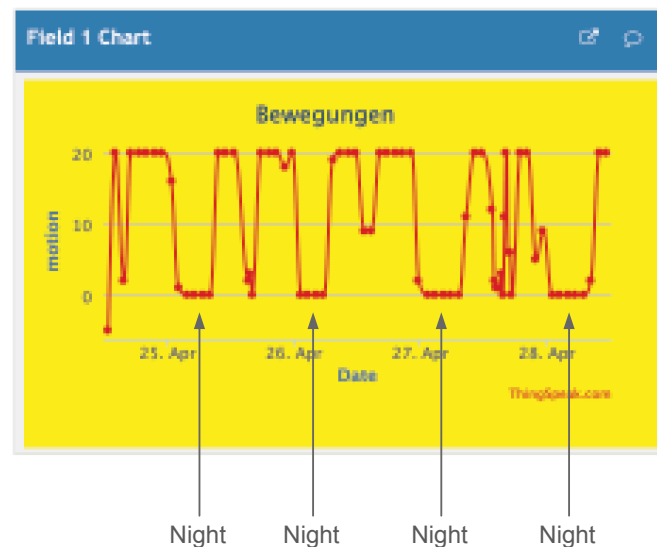 Field 1 Chart
Bewegungen
20
10
0
motion
25. Apr 26. Apr 27. Apr 28. Apr
Date
ThingSpeak.com
Night Night Night Night